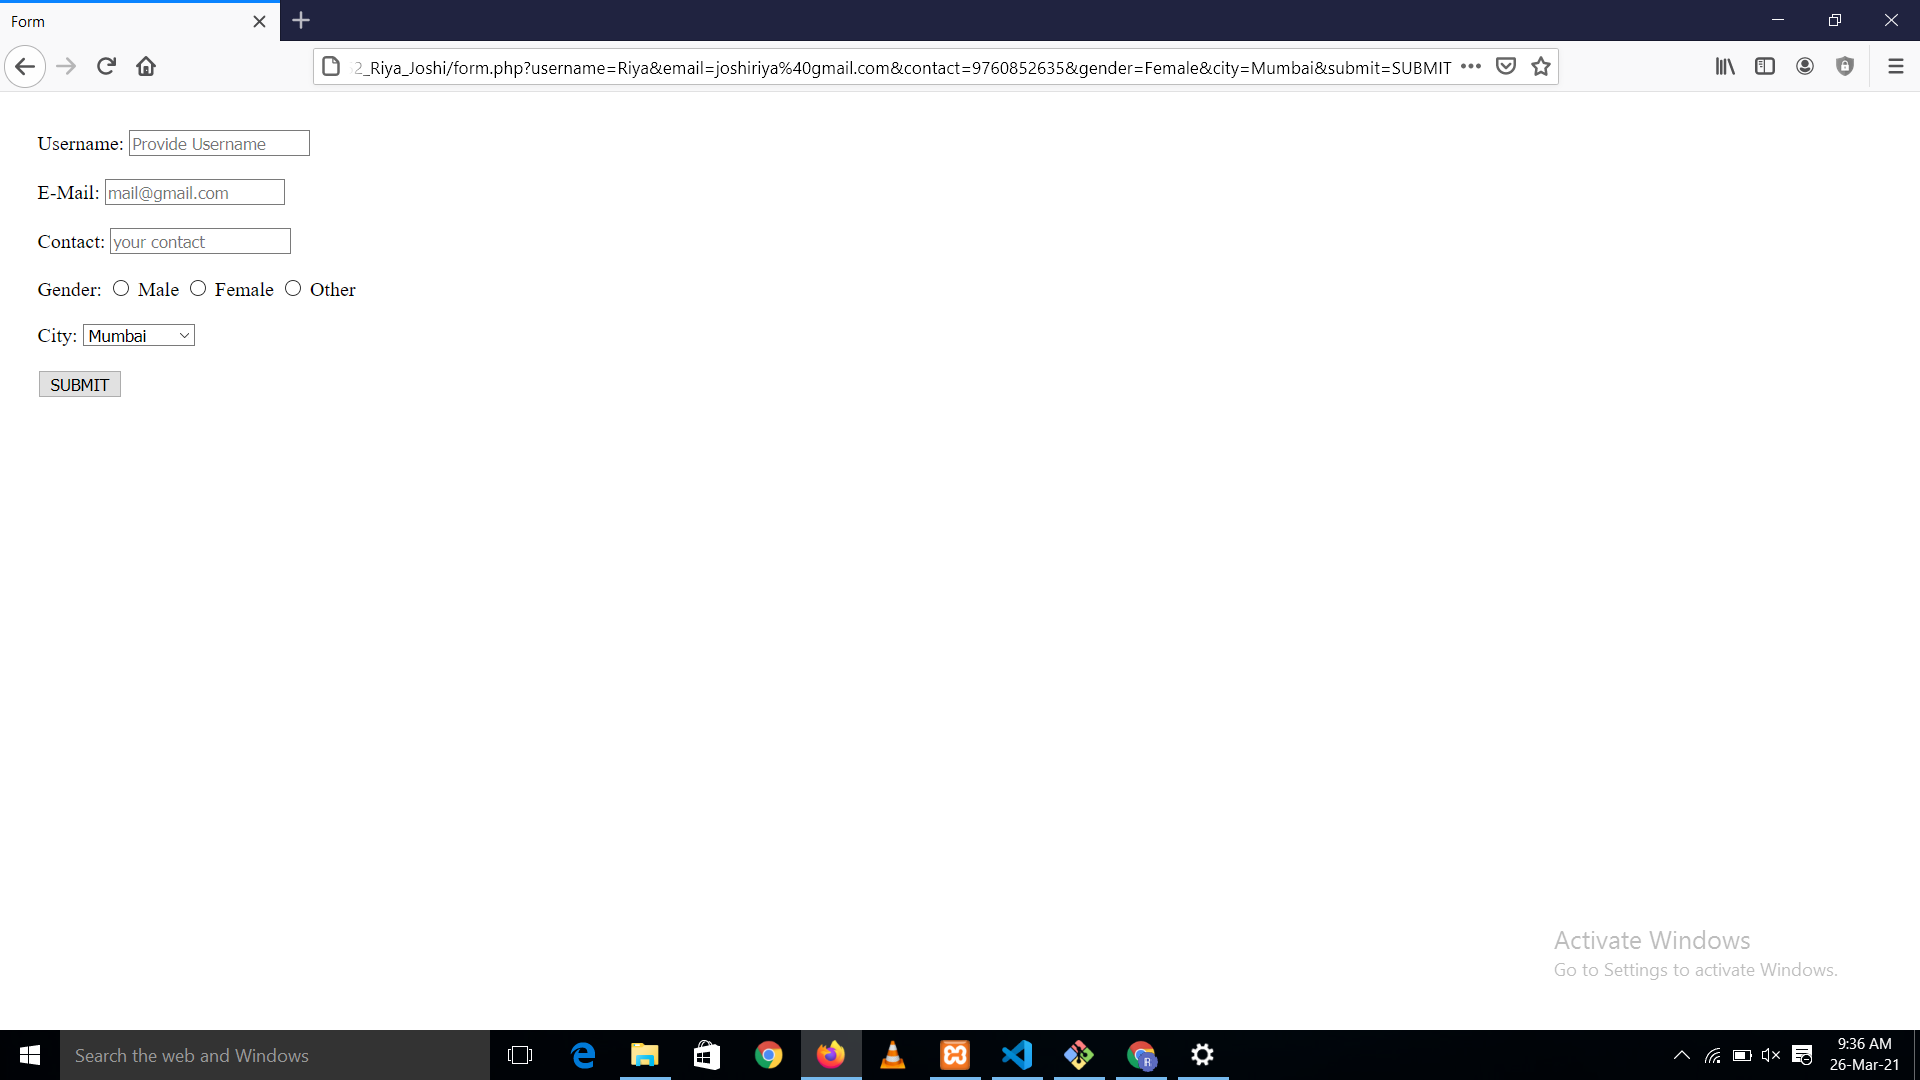 Form
2_Riya_Joshi/form.php?username=Riya&email=joshiriya%40gmail.com&contact=9760852635&gender=Female&city=Mumbai&submit=SUBMIT
Username: Provide Username
E-Mail: mail@gmail.com
Contact: your contact
Gender: Male Female Other
City: Mumbai
SUBMIT
Activate Windows
Go to Settings to activate Windows.
Search the web and Windows
R
9:36 AM
26-Mar-21